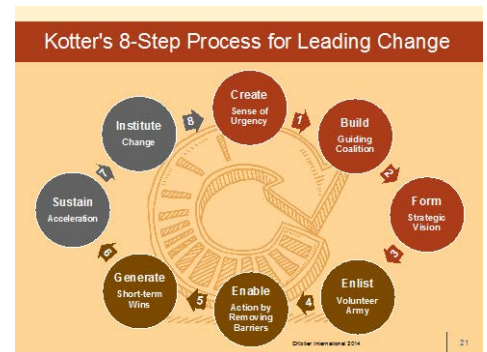 Kotter's 8-Step Process for Leading Change
Create
Sense of
Urgency
1
Build
Guiding
Coalition
2
Form
Strategic
Vision
3
Enlist
Volunteer
Army
4
Enable
Action by
Removing
Barriers
5
Generate
Short-term
Wins
6
Sustain
Acceleration
7
Institute
Change
8
©Kotter International 2014
21